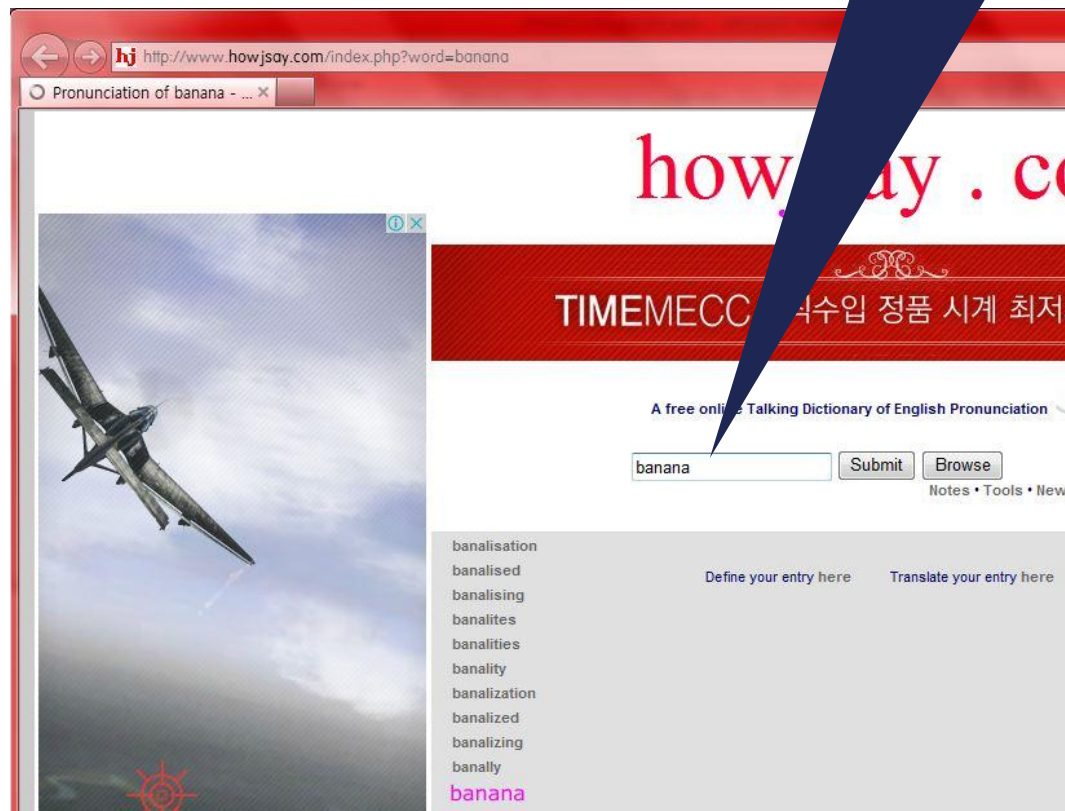 hj http://www.howjsay.com/index.php?word=banana
Pronunciation of banana - ...
how ay . c
TIMEMECC 수입 정품 시계 최저
A free online Talking Dictionary of English Pronunciation
banana Submit Browse
Notes • Tools • New
banalisation
banalised
Define your entry here Translate your entry here
banalising
banalites
banalities
banality
banalization
banalized
banalizing
banally
banana